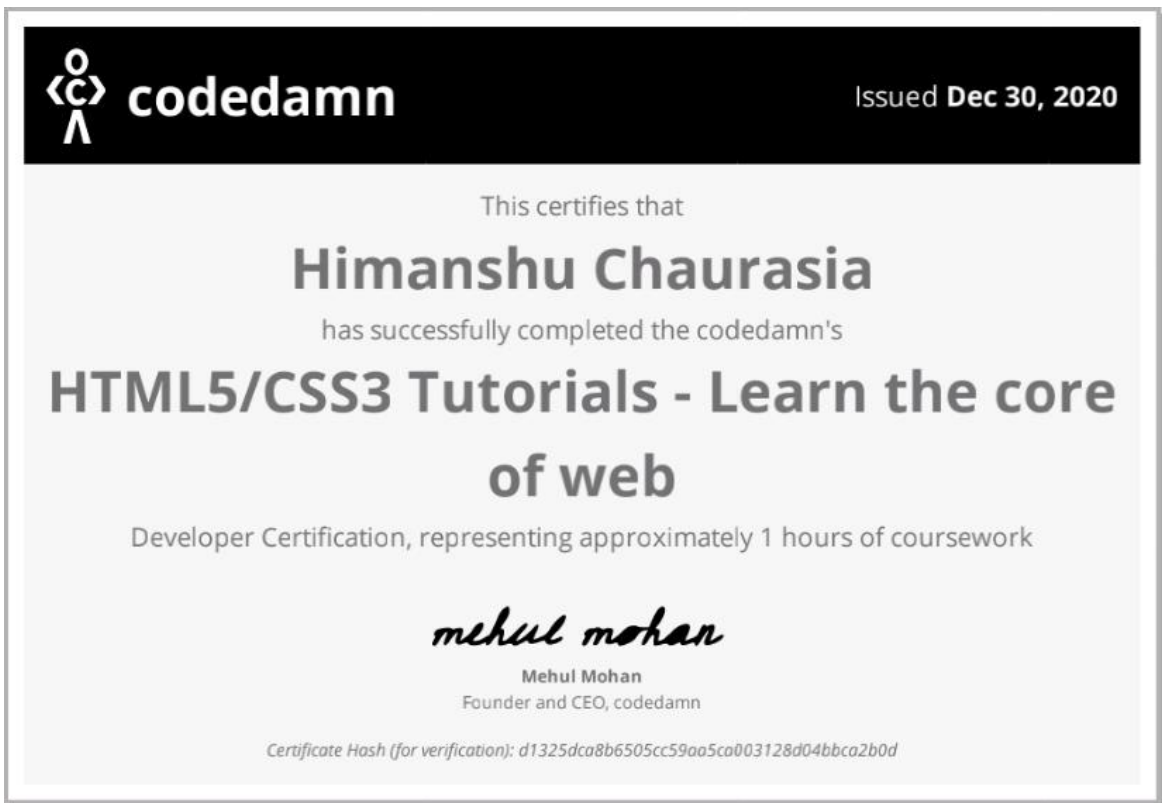 codedamn
Issued Dec 30, 2020
This certifies that
Himanshu Chaurasia
has successfully completed the codedamn's
HTML5/CSS3 Tutorials - Learn the core
of web
Developer Certification, representing approximately 1 hours of coursework
mehul mohan
Mehul Mohan
Founder and CEO, codedamn
Certificate Hash (for verification): d1325dca8b6505cc59aa5ca003128d04bbca2b0d